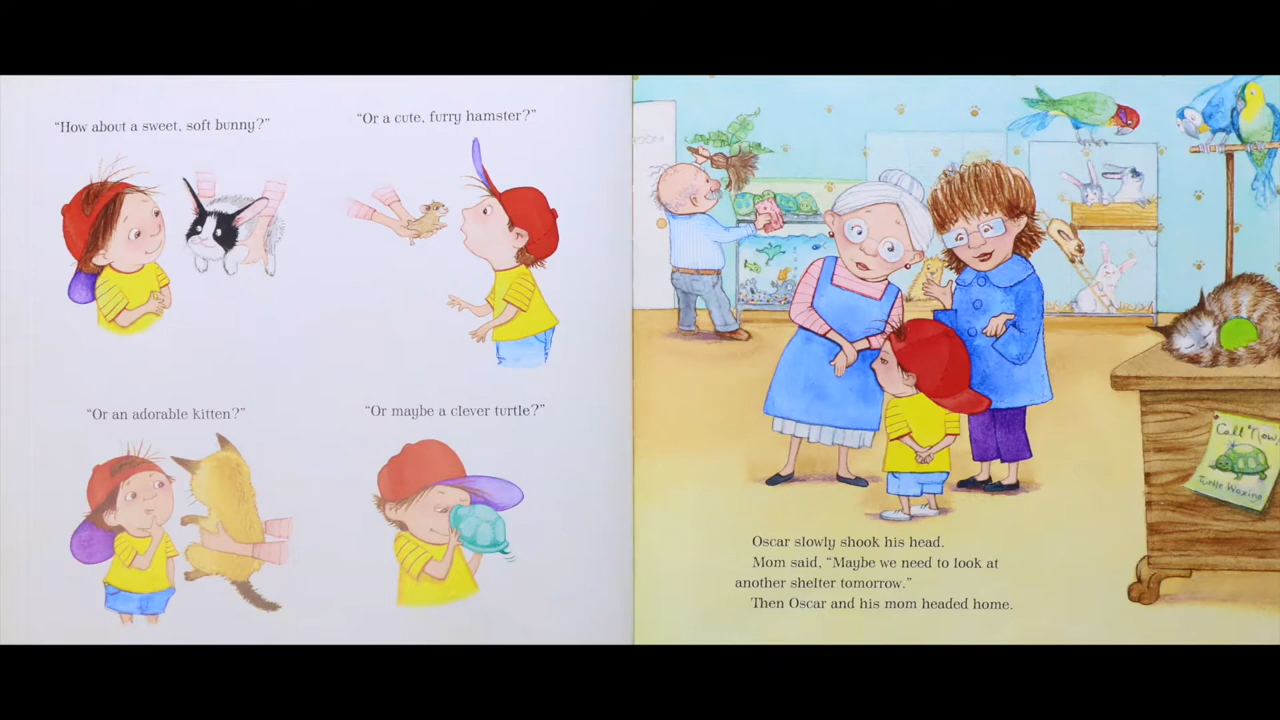 “How about a sweet, soft bunny?”
“Or a cute, furry hamster?”
“Or an adorable kitten?”
“Or maybe a clever turtle?”
Oscar slowly shook his head.
Mom said, “Maybe we need to look at
another shelter tomorrow.”
Then Oscar and his mom headed home.
Call Now!
Turtle Waxing